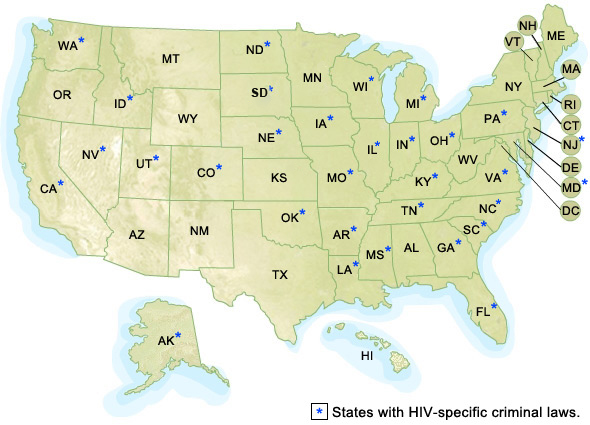 NH
VT
ME
WA*
MT
ND*
MN
MA
OR
ID*
SD*
WI*
MI*
NY
RI
WY
IA*
PA*
CT
NV*
NE*
IL*
IN*
OH*
NJ*
UT*
CO*
KS
MO*
WV
DE
CA*
KY*
VA*
MD*
AZ
NM
OK*
TN*
NC*
DC
AR*
SC*
TX
LA*
MS*
AL
GA*
FL*
AK*
HI
* States with HIV-specific criminal laws.